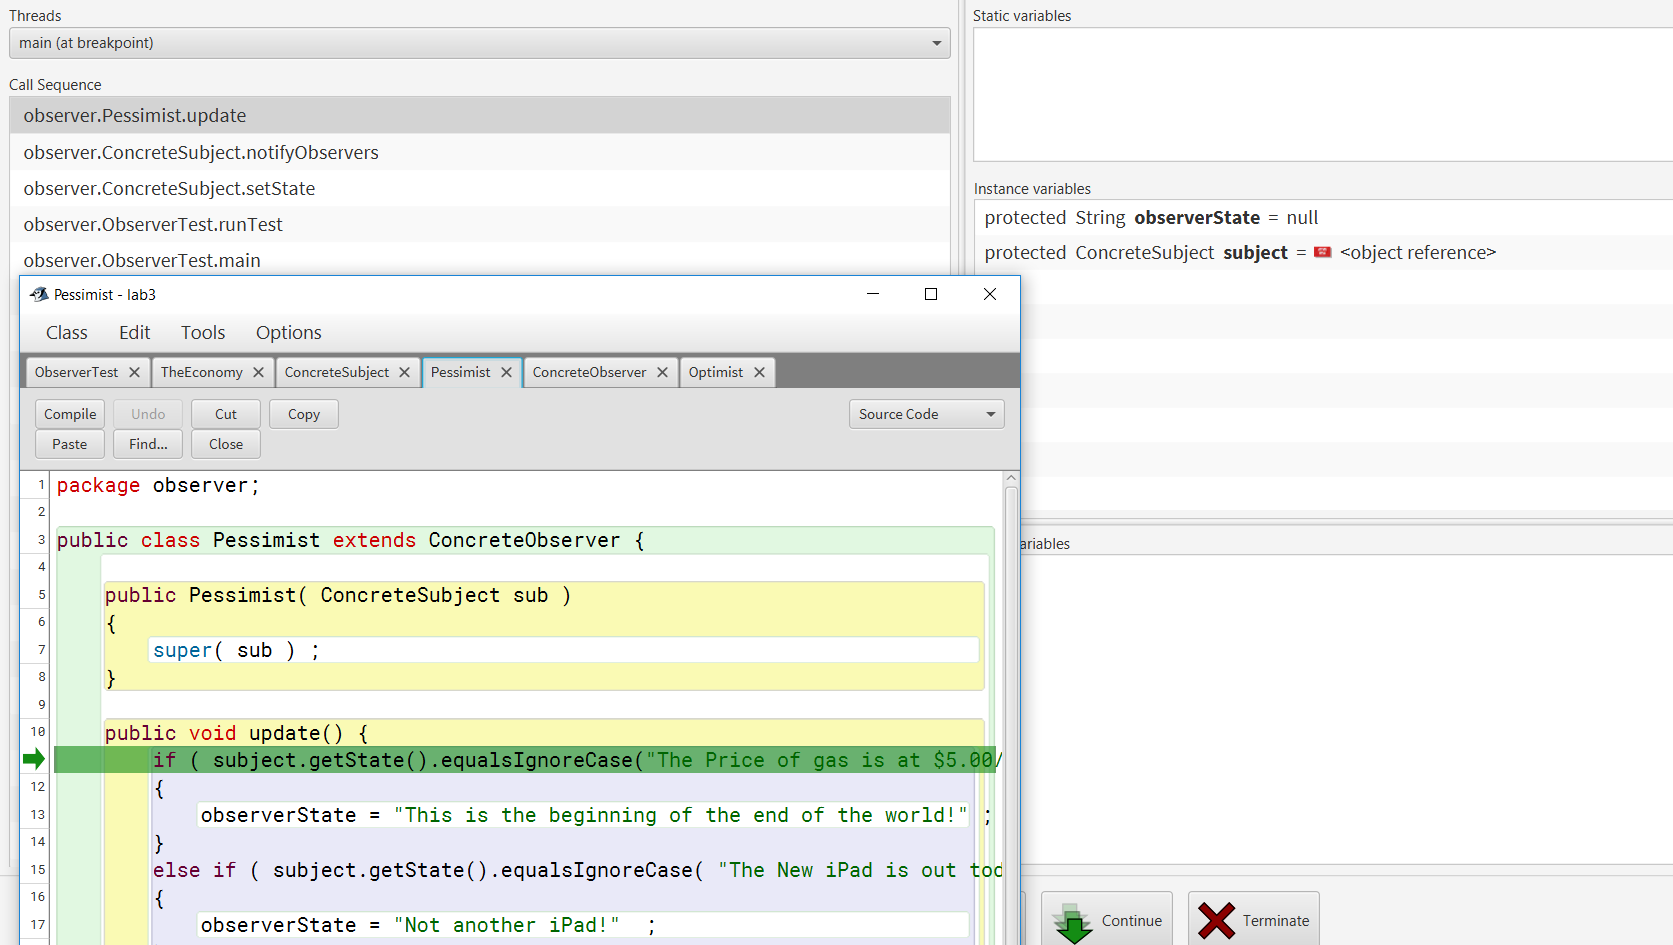 Threads
main (at breakpoint)
Call Sequence
observer.Pessimist.update
observer.ConcreteSubject.notifyObservers
observer.ConcreteSubject.setState
observer.ObserverTest.runTest
observer.ObserverTest.main
Static variables
Instance variables
protected String observerState = null
protected ConcreteSubject subject = <object reference>
ariables
Pessimist - lab3
Class Edit Tools Options
ObserverTest TheEconomy ConcreteSubject Pessimist ConcreteObserver Optimist
Compile Undo Cut Copy Source Code
Paste Find... Close
1 package observer;
2
3 public class Pessimist extends ConcreteObserver {
4
5 public Pessimist( ConcreteSubject sub )
6 {
7 super( sub ) ;
8 }
9
10 public void update() {
if ( subject.getState().equalsIgnoreCase("The Price of gas is at $5.00/
12 {
13 observerState = "This is the beginning of the end of the world!" ;
14 }
15 else if ( subject.getState().equalsIgnoreCase( "The New iPad is out tod
16 {
17 observerState = "Not another iPad!" ;
Continue Terminate